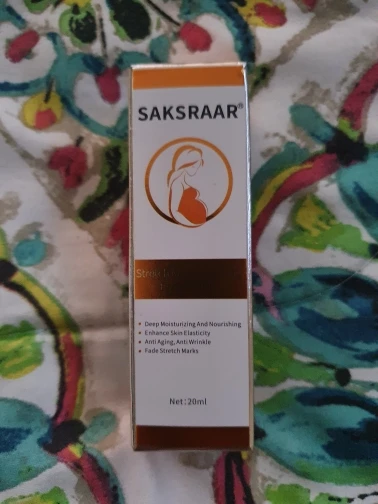 SAKSRAAR®
Deep Moisturizing And Nourishing
Enhance Skin Elasticity
Anti Aging, Anti Wrinkle
Fade Stretch Marks
Net:20ml